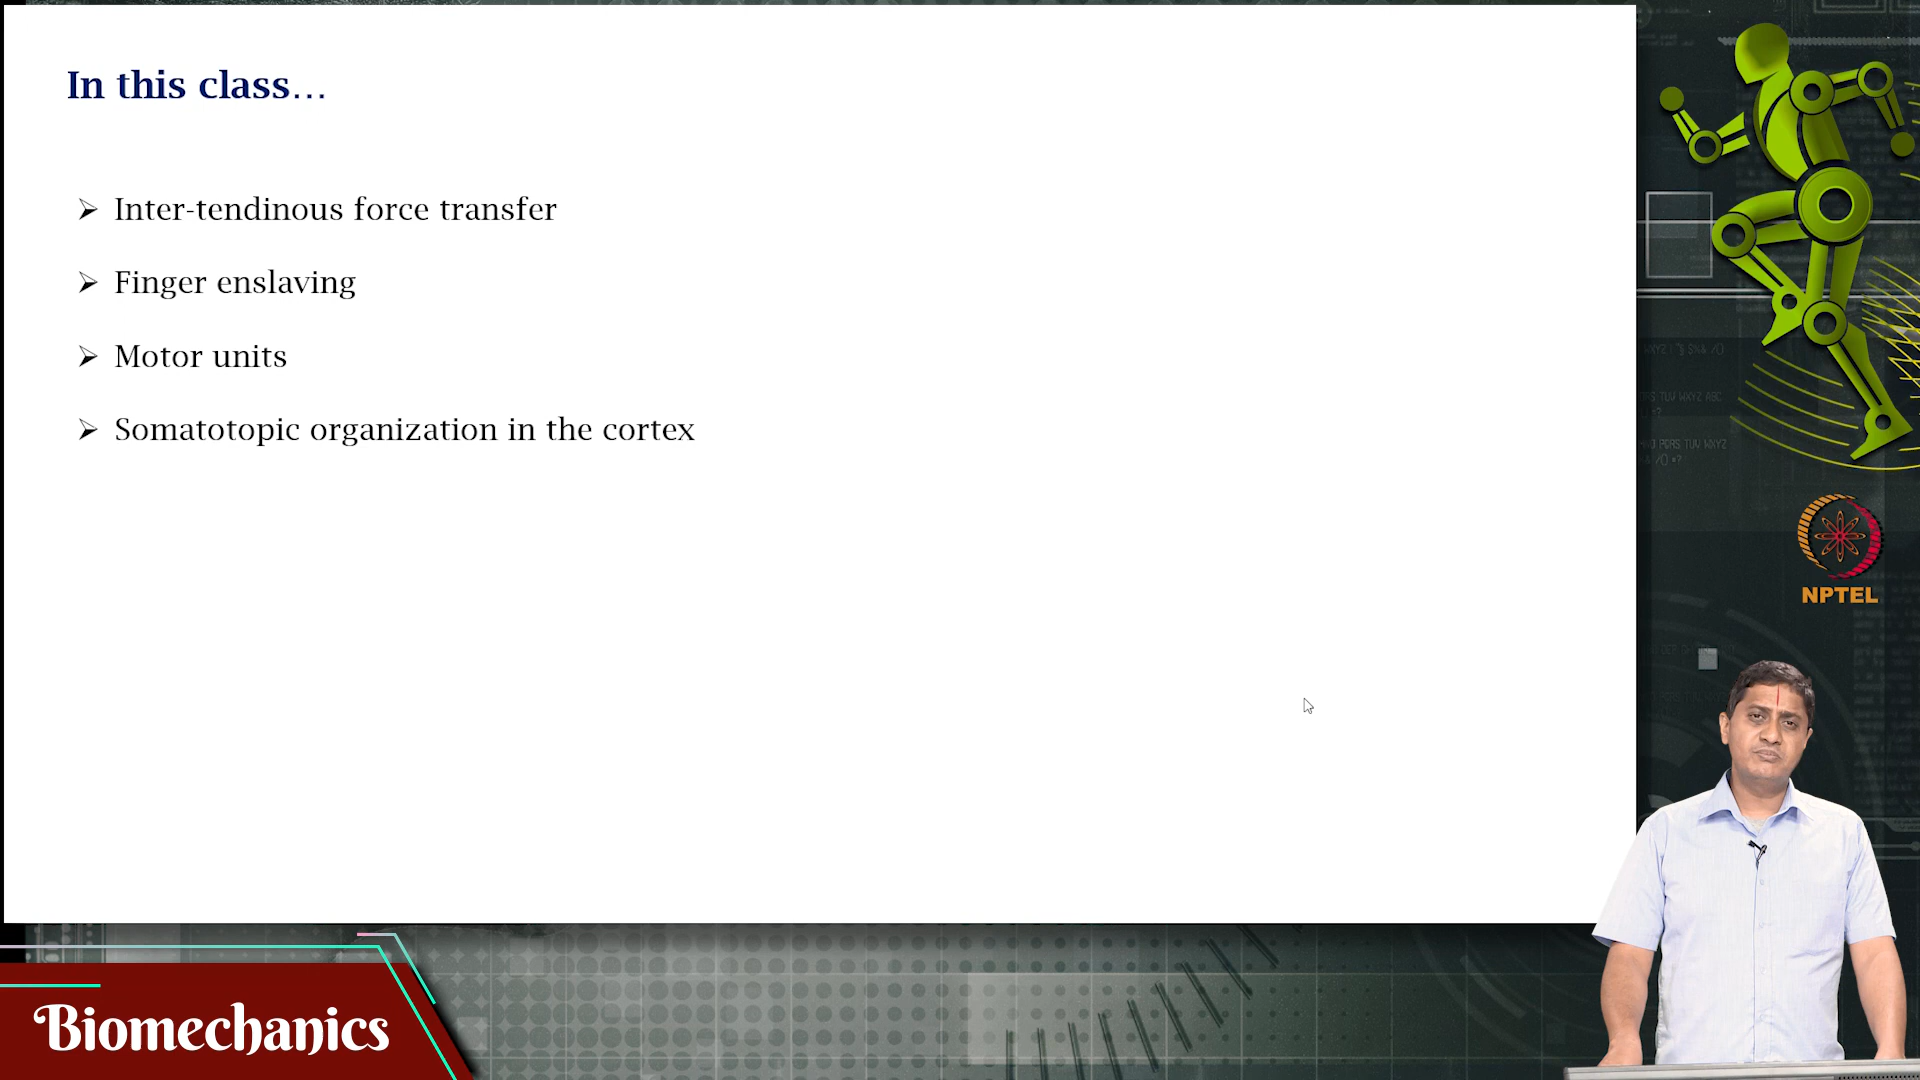 In this class…
➢ Inter-tendinous force transfer
➢ Finger enslaving
➢ Motor units
➢ Somatotopic organization in the cortex
NPTEL
Biomechanics